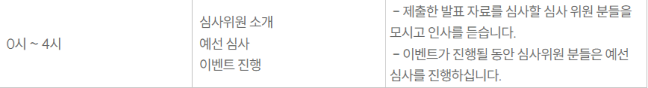 0시 ~ 4시
심사위원 소개
예선 심사
이벤트 진행
- 제출한 발표 자료를 심사할 심사 위원 분들을
모시고 인사를 듣습니다.
- 이벤트가 진행될 동안 심사위원 분들은 예선
심사를 진행하십니다.